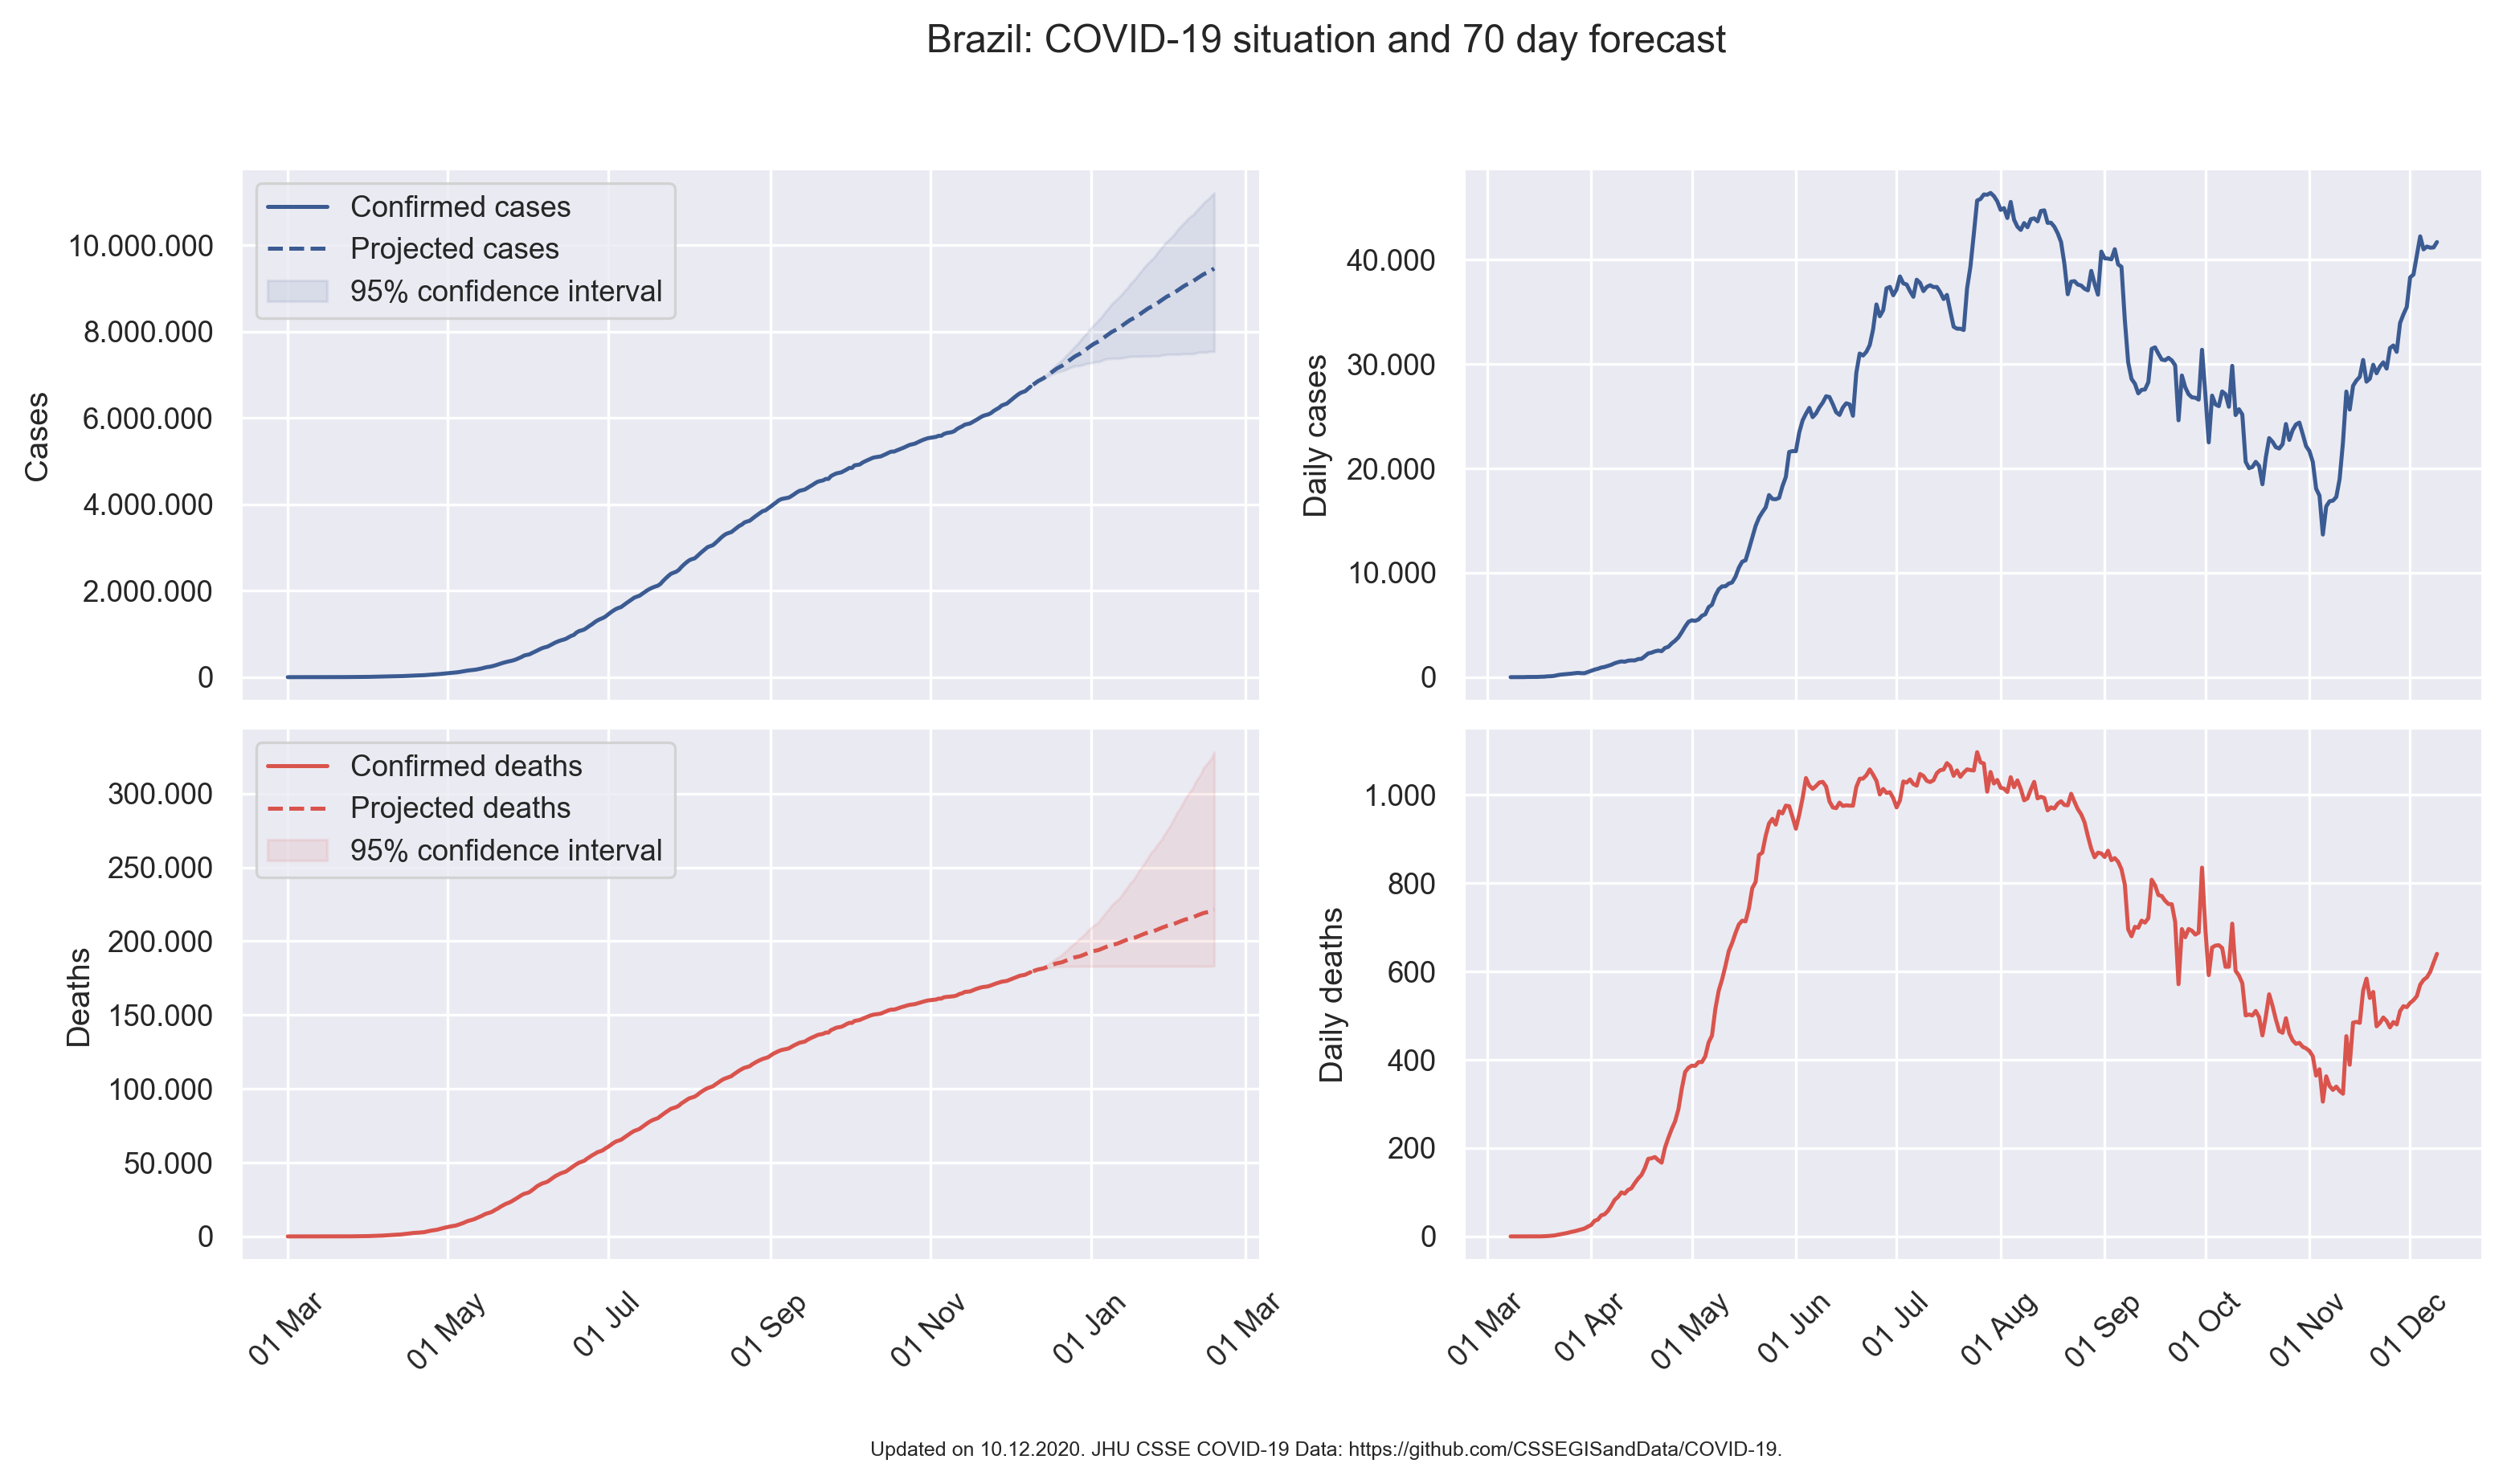 Brazil: COVID-19 situation and 70 day forecast
Confirmed cases
Projected cases
95% confidence interval
10.000.000
8.000.000
6.000.000
4.000.000
2.000.000
0
Cases
40.000
30.000
20.000
10.000
0
Daily cases
Confirmed deaths
Projected deaths
95% confidence interval
300.000
250.000
200.000
150.000
100.000
50.000
0
Deaths
01 Mar
01 May
01 Jul
01 Sep
01 Nov
01 Jan
01 Mar
1.000
800
600
400
200
0
Daily deaths
01 Mar
01 Apr
01 May
01 Jun
01 Jul
01 Aug
01 Sep
01 Oct
01 Nov
01 Dec
Updated on 10.12.2020. JHU CSSE COVID-19 Data: https://github.com/CSSEGISandData/COVID-19.